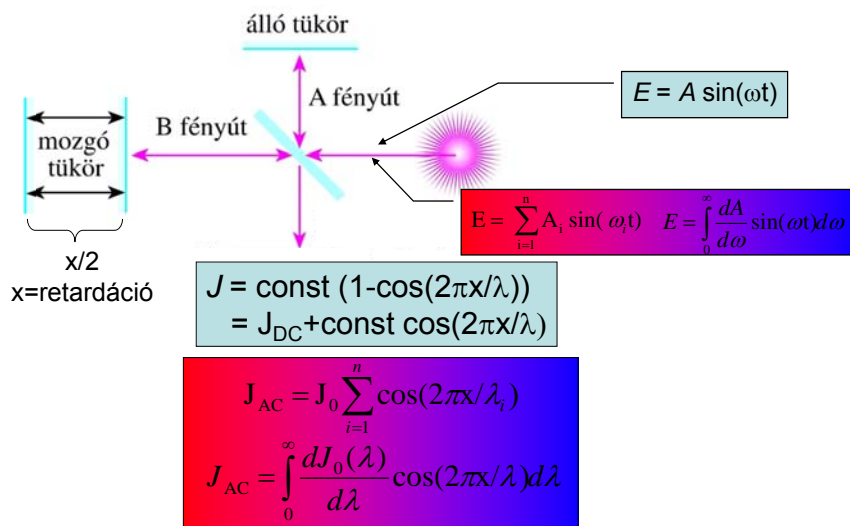 álló tükör
A fényút
E = A sin(ωt)
B fényút
mozgó
tükör
E = ∑_{i=1}^{n} A_i sin( ω_i t) E = ∫_0^∞ dA/dω sin(ωt)dω
x/2
x=retardáció
J = const (1-cos(2πx/λ))
= J_DC+const cos(2πx/λ)
J_AC = J_0 ∑_{i=1}^{n} cos(2πx/λ_i)
J_AC = ∫_0^∞ dJ_0(λ)/dλ cos(2πx/λ)dλ